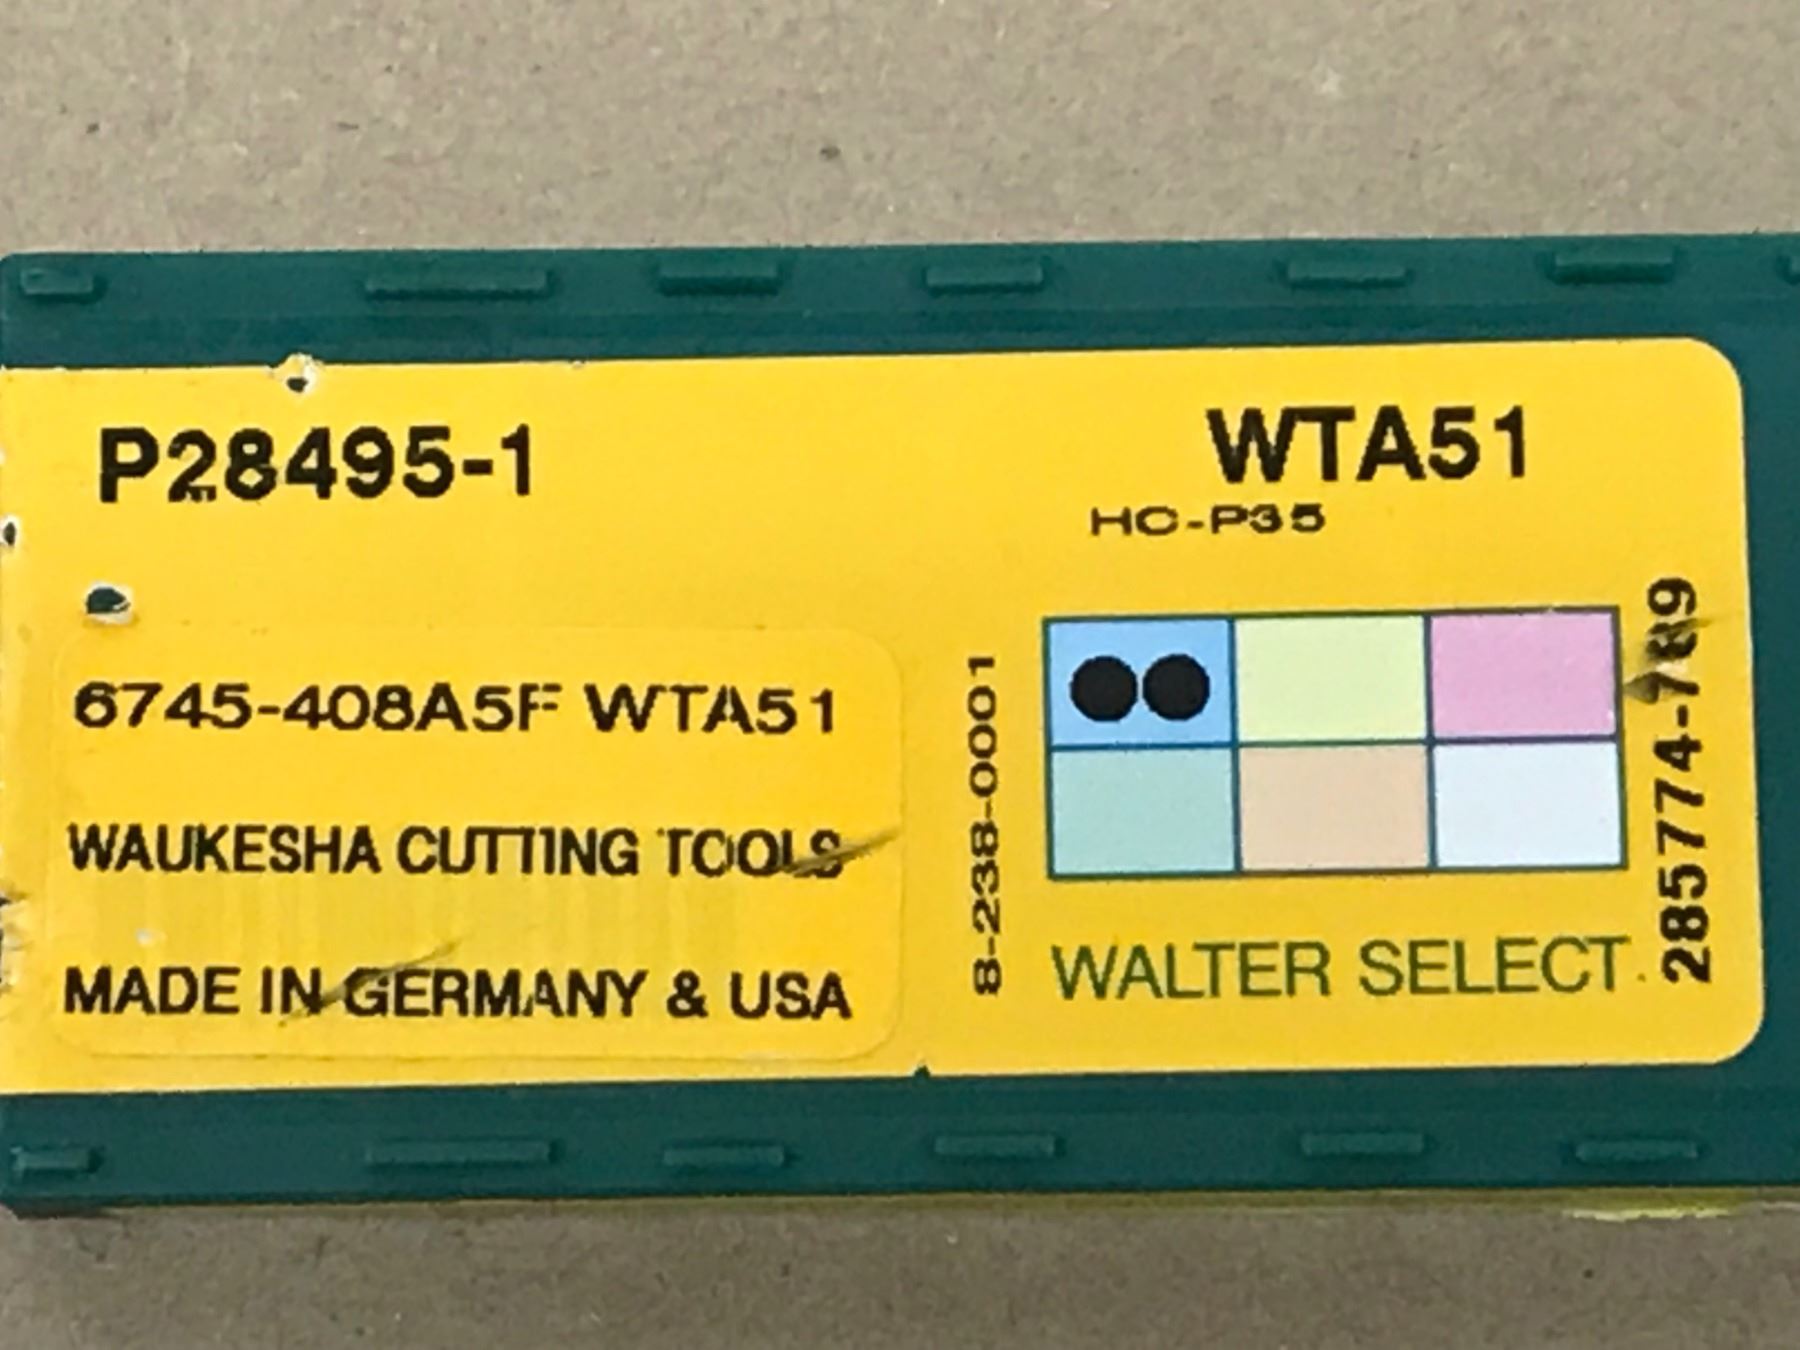 P28495-1
WTA51
HC-P35
6745-408A5F WTA51
WAUKESHA CUTTING TOOLS
MADE IN GERMANY & USA
8-238-0001
WALTER SELECT
285774-789